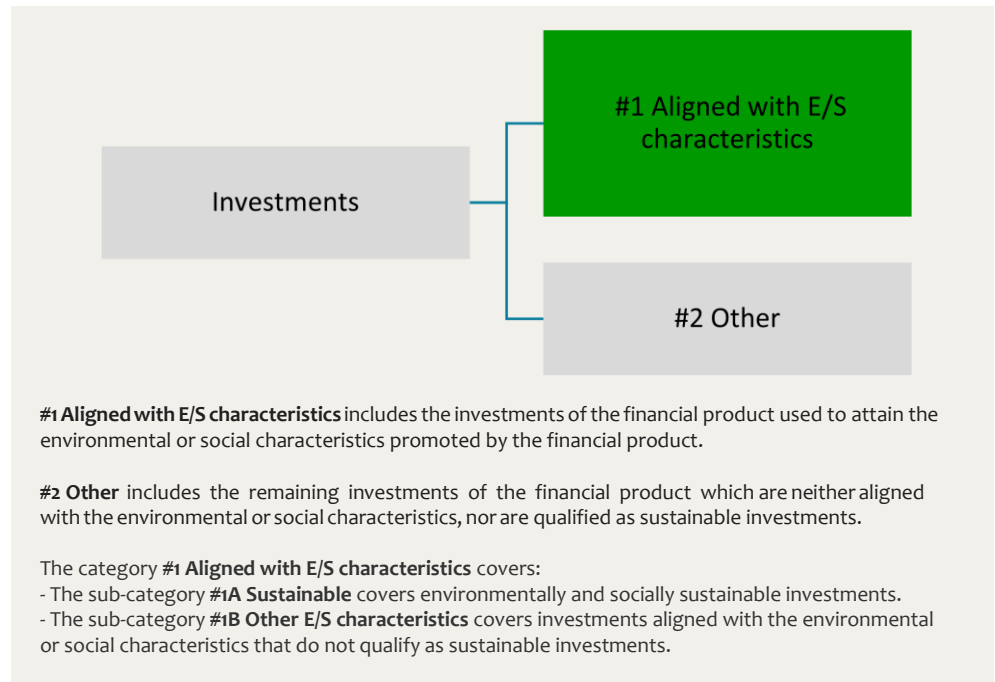 #1 Aligned with E/S
characteristics
Investments
#2 Other
#1 Aligned with E/S characteristics includes the investments of the financial product used to attain the
environmental or social characteristics promoted by the financial product.
#2 Other includes the remaining investments of the financial product which are neither aligned
with the environmental or social characteristics, nor are qualified as sustainable investments.
The category #1 Aligned with E/S characteristics covers:
- The sub-category #1A Sustainable covers environmentally and socially sustainable investments.
- The sub-category #1B Other E/S characteristics covers investments aligned with the environmental
or social characteristics that do not qualify as sustainable investments.